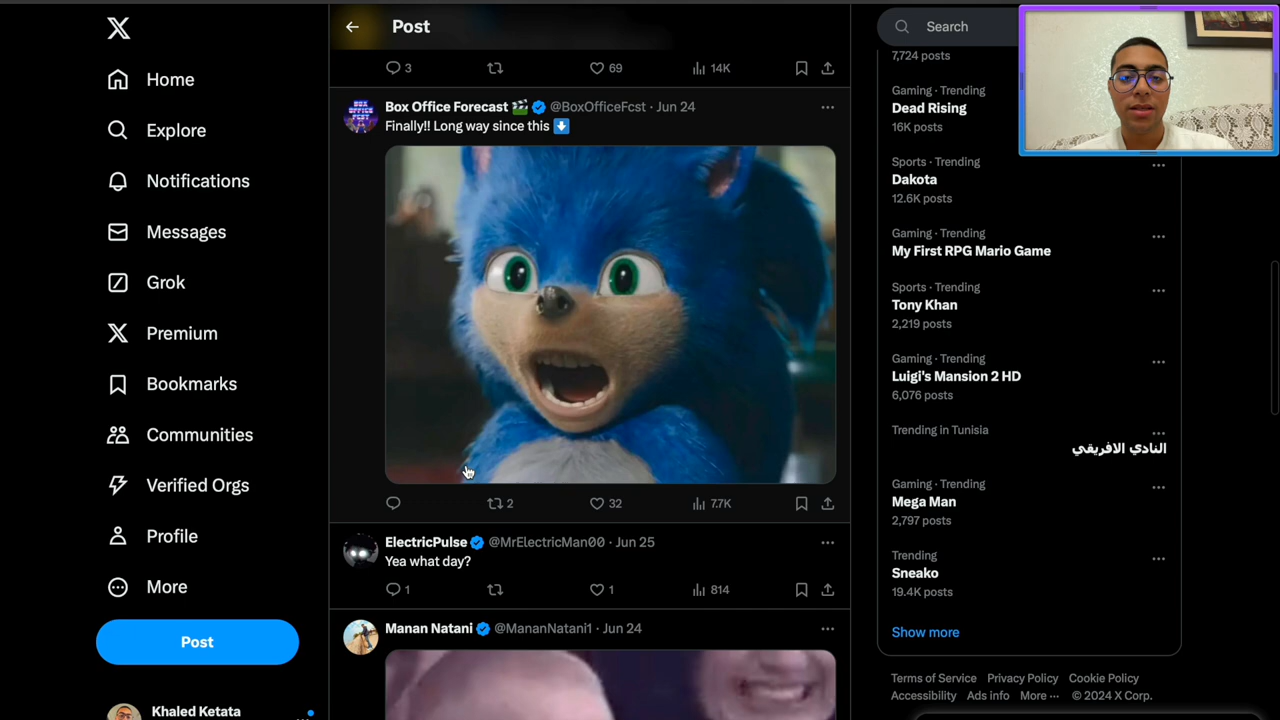 Home
Explore
Notifications
Messages
Grok
Premium
Bookmarks
Communities
Verified Orgs
Profile
More
Post
Khaled Ketata
Post
3
69
14K
Box Office Forecast 🎬 @BoxOfficeFcst · Jun 24
Finally!! Long way since this ⬇️
2
32
7.7K
ElectricPulse @MrElectricMan00 · Jun 25
Yea what day?
1
1
814
Manan Natani @MananNatani1 · Jun 24
Search
7,724 posts
Gaming · Trending
Dead Rising
16K posts
Sports · Trending
Dakota
12.6K posts
Gaming · Trending
My First RPG Mario Game
Sports · Trending
Tony Khan
2,219 posts
Gaming · Trending
Luigi's Mansion 2 HD
6,076 posts
Trending in Tunisia
النادي الافريقي
Gaming · Trending
Mega Man
2,797 posts
Trending
Sneako
19.4K posts
Show more
Terms of Service Privacy Policy Cookie Policy
Accessibility Ads info More ··· © 2024 X Corp.